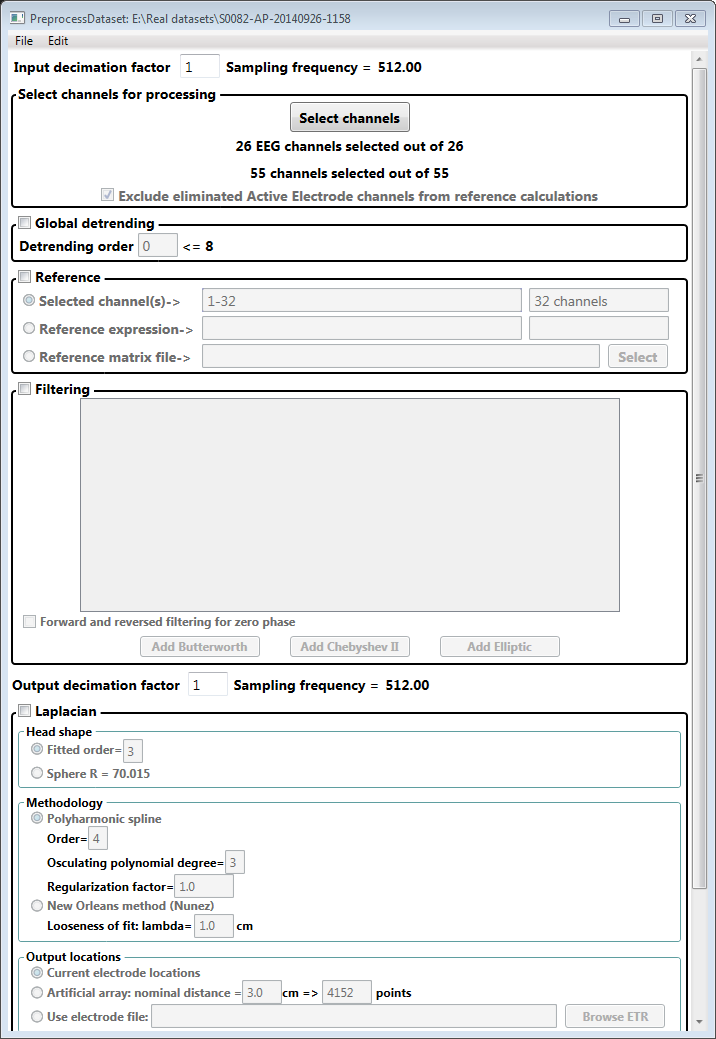 PreprocessDataset: E:\Real datasets\S0082-AP-20140926-1158
File Edit
Input decimation factor 1 Sampling frequency = 512.00
Select channels for processing
Select channels
26 EEG channels selected out of 26
55 channels selected out of 55
Exclude eliminated Active Electrode channels from reference calculations
Global detrending
Detrending order 0 <= 8
Reference
Selected channel(s)-> 1-32 32 channels
Reference expression->
Reference matrix file-> Select
Filtering
Forward and reversed filtering for zero phase
Add Butterworth Add Chebyshev II Add Elliptic
Output decimation factor 1 Sampling frequency = 512.00
Laplacian
Head shape
Fitted order= 3
Sphere R = 70.015
Methodology
Polyharmonic spline
Order= 4
Osculating polynomial degree= 3
Regularization factor= 1.0
New Orleans method (Nunez)
Looseness of fit: lambda= 1.0 cm
Output locations
Current electrode locations
Artificial array: nominal distance = 3.0 cm => 4152 points
Use electrode file: Browse ETR